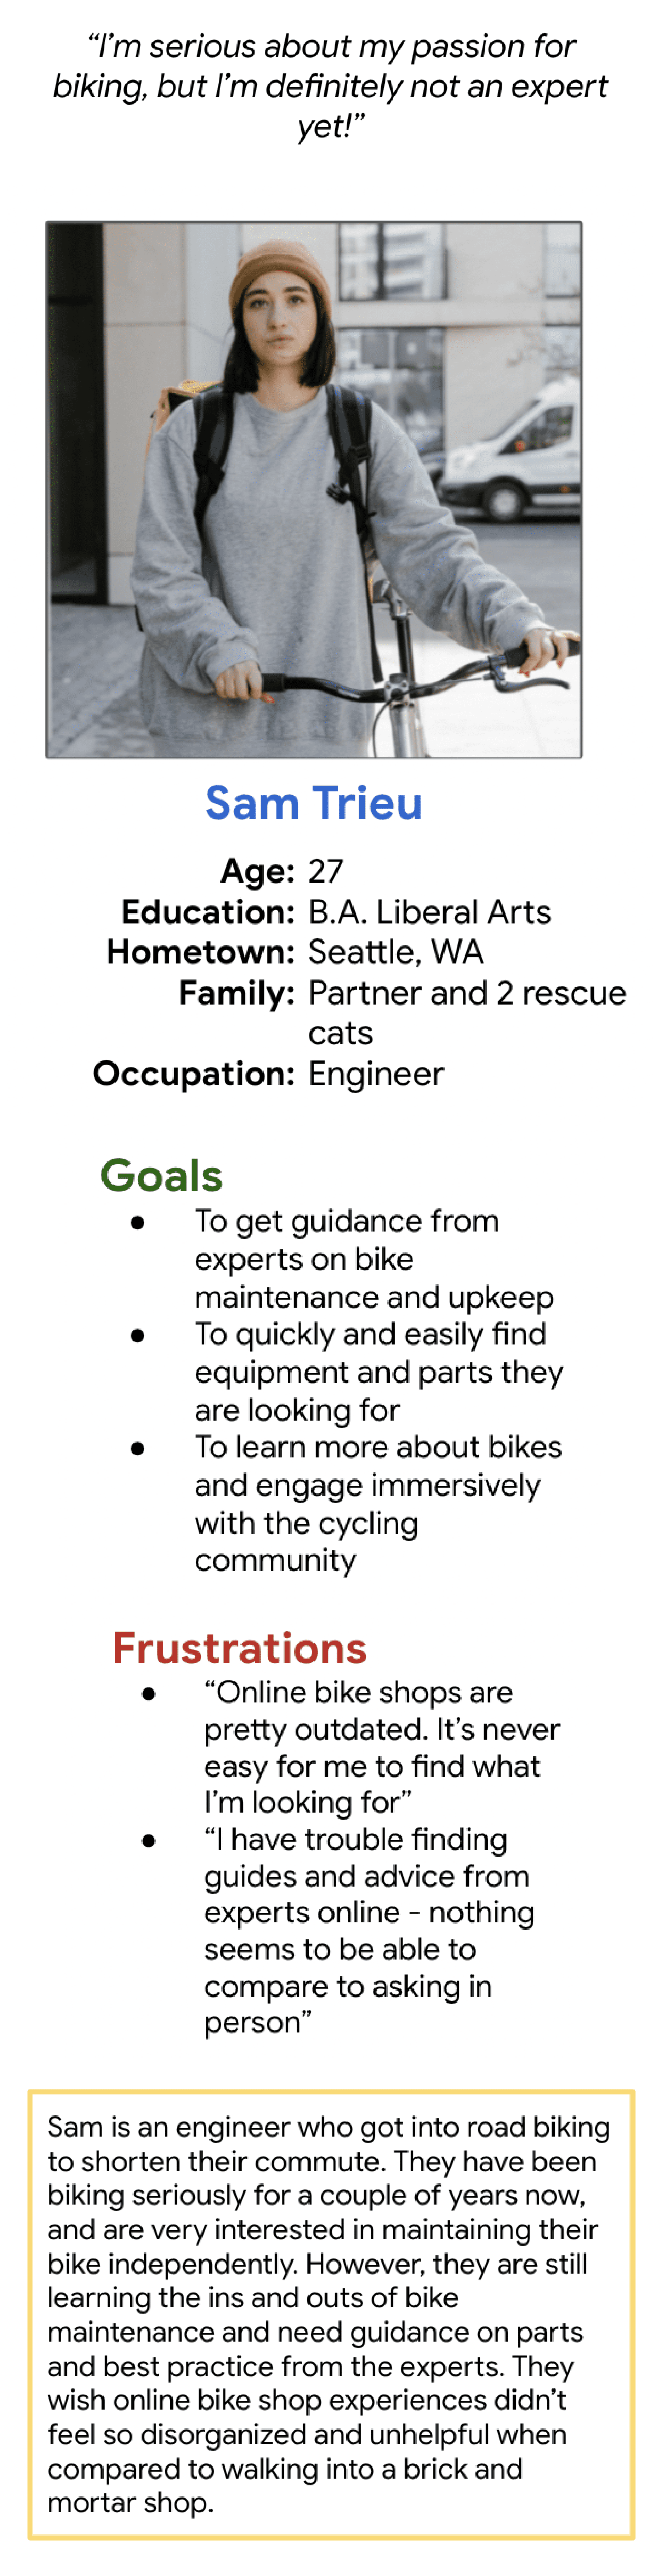 “I’m serious about my passion for
biking, but I’m definitely not an expert
yet!”
Sam Trieu
Age: 27
Education: B.A. Liberal Arts
Hometown: Seattle, WA
Family: Partner and 2 rescue
cats
Occupation: Engineer
Goals
● To get guidance from
experts on bike
maintenance and upkeep
● To quickly and easily find
equipment and parts they
are looking for
● To learn more about bikes
and engage immersively
with the cycling
community
Frustrations
● “Online bike shops are
pretty outdated. It’s never
easy for me to find what
I’m looking for”
● “I have trouble finding
guides and advice from
experts online - nothing
seems to be able to
compare to asking in
person”
Sam is an engineer who got into road biking
to shorten their commute. They have been
biking seriously for a couple of years now,
and are very interested in maintaining their
bike independently. However, they are still
learning the ins and outs of bike
maintenance and need guidance on parts
and best practice from the experts. They
wish online bike shop experiences didn’t
feel so disorganized and unhelpful when
compared to walking into a brick and
mortar shop.